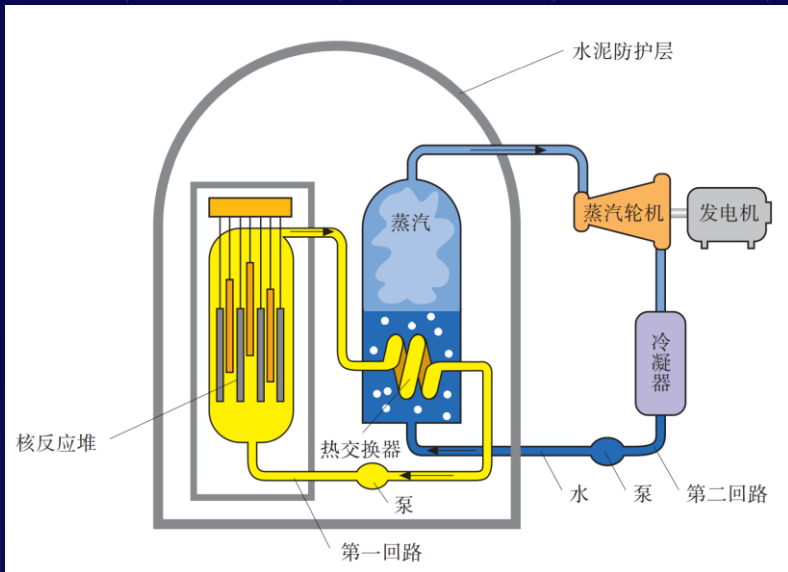 水泥防护层
蒸汽
蒸汽轮机
发电机
冷凝器
核反应堆
热交换器
水
泵
第二回路
泵
第一回路